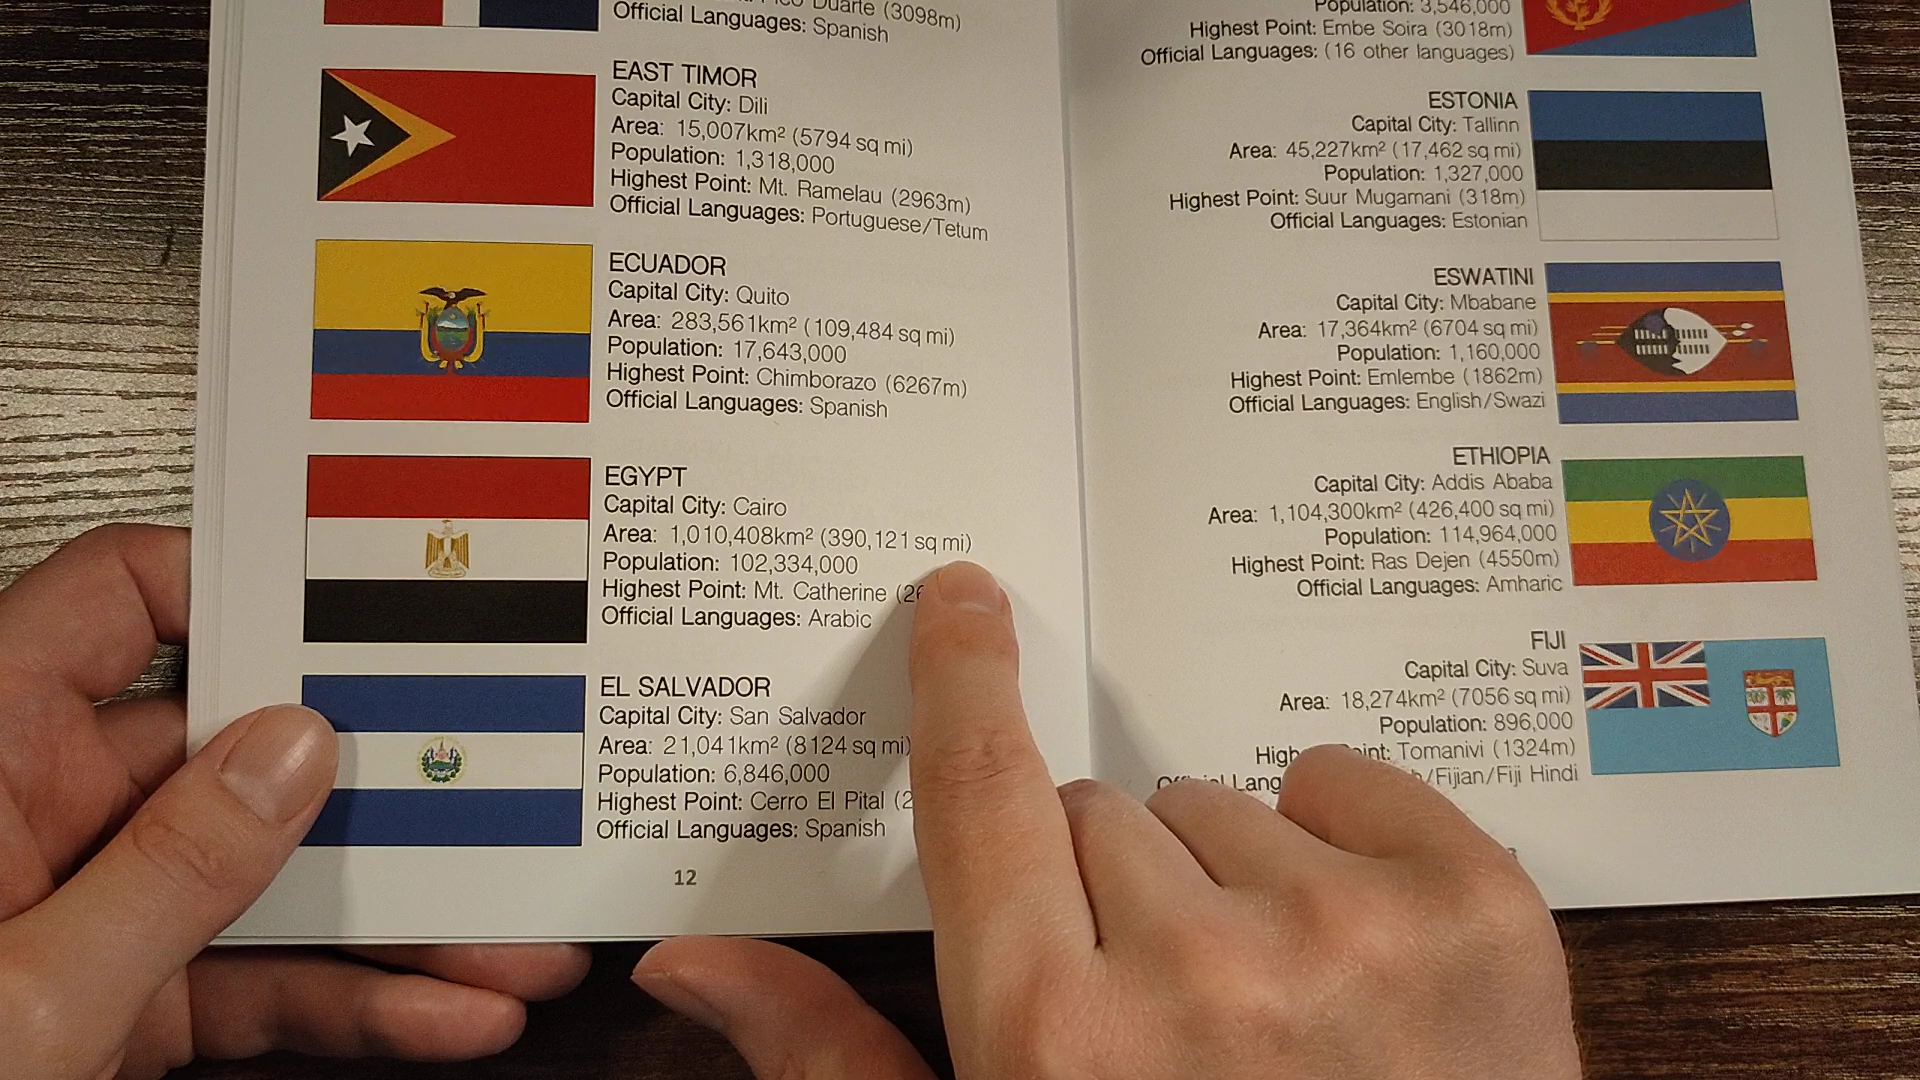 Duarte (3098m)
Official Languages: Spanish
EAST TIMOR
Capital City: Dili
Area: 15,007km² (5794 sq mi)
Population: 1,318,000
Highest Point: Mt. Ramelau (2963m)
Official Languages: Portuguese/Tetum
ECUADOR
Capital City: Quito
Area: 283,561km² (109,484 sq mi)
Population: 17,643,000
Highest Point: Chimborazo (6267m)
Official Languages: Spanish
EGYPT
Capital City: Cairo
Area: 1,010,408km² (390,121 sq mi)
Population: 102,334,000
Highest Point: Mt. Catherine
Official Languages: Arabic
EL SALVADOR
Capital City: San Salvador
Area: 21,041km² (8124 sq mi)
Population: 6,846,000
Highest Point: Cerro El Pital
Official Languages: Spanish
12
Population: 3,546,000
Highest Point: Embe Soira (3018m)
Official Languages: (16 other languages)
ESTONIA
Capital City: Tallinn
Area: 45,227km² (17,462 sq mi)
Population: 1,327,000
Highest Point: Suur Mugamani (318m)
Official Languages: Estonian
ESWATINI
Capital City: Mbabane
Area: 17,364km² (6704 sq mi)
Population: 1,160,000
Highest Point: Emlembe (1862m)
Official Languages: English/Swazi
ETHIOPIA
Capital City: Addis Ababa
Area: 1,104,300km² (426,400 sq mi)
Population: 114,964,000
Highest Point: Ras Dejen (4550m)
Official Languages: Amharic
FIJI
Capital City: Suva
Area: 18,274km² (7056 sq mi)
Population: 896,000
Tomanivi (1324m)
/Fijian/Fiji Hindi